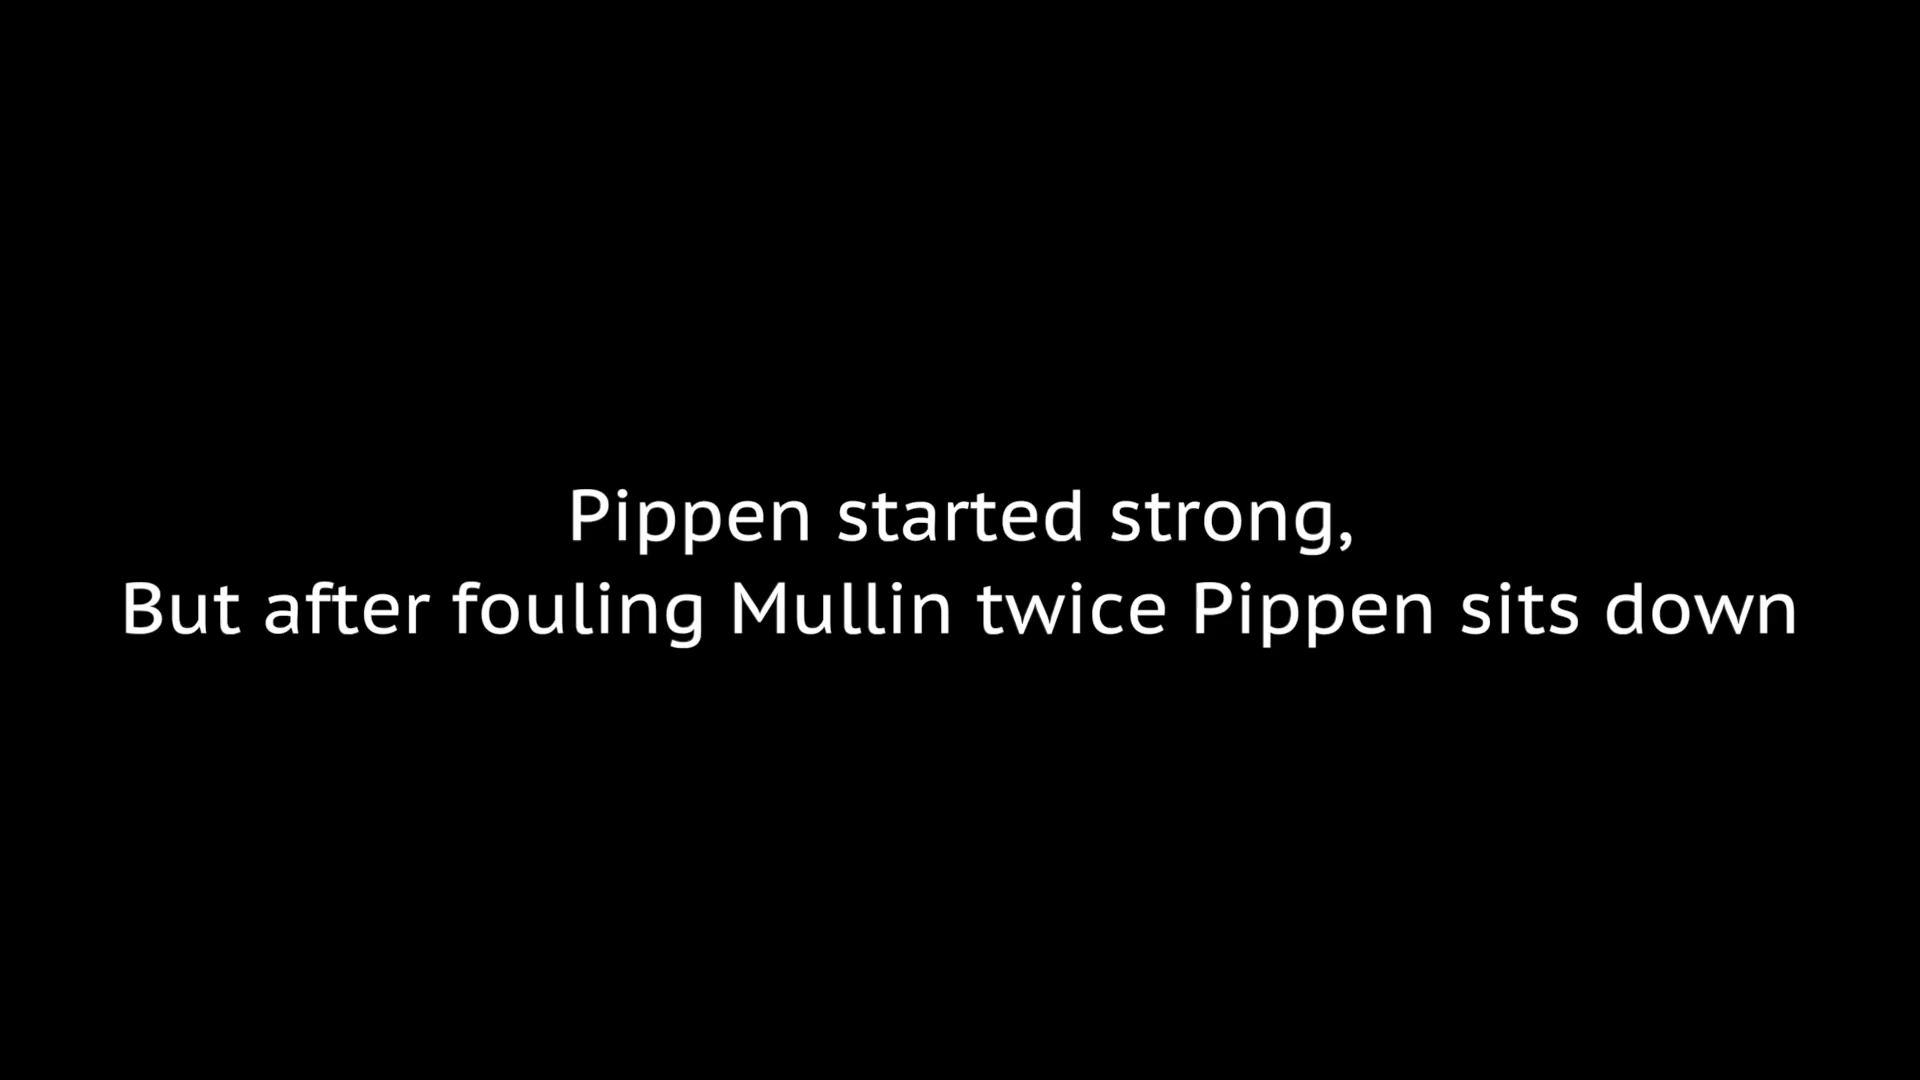 Pippen started strong,
But after fouling Mullin twice Pippen sits down